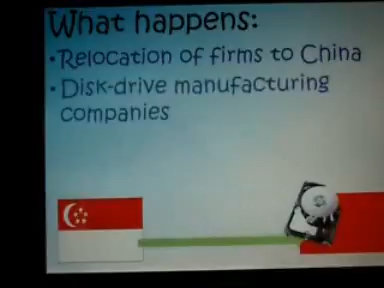 What happens:
• Relocation of firms to China
• Disk-drive manufacturing
companies